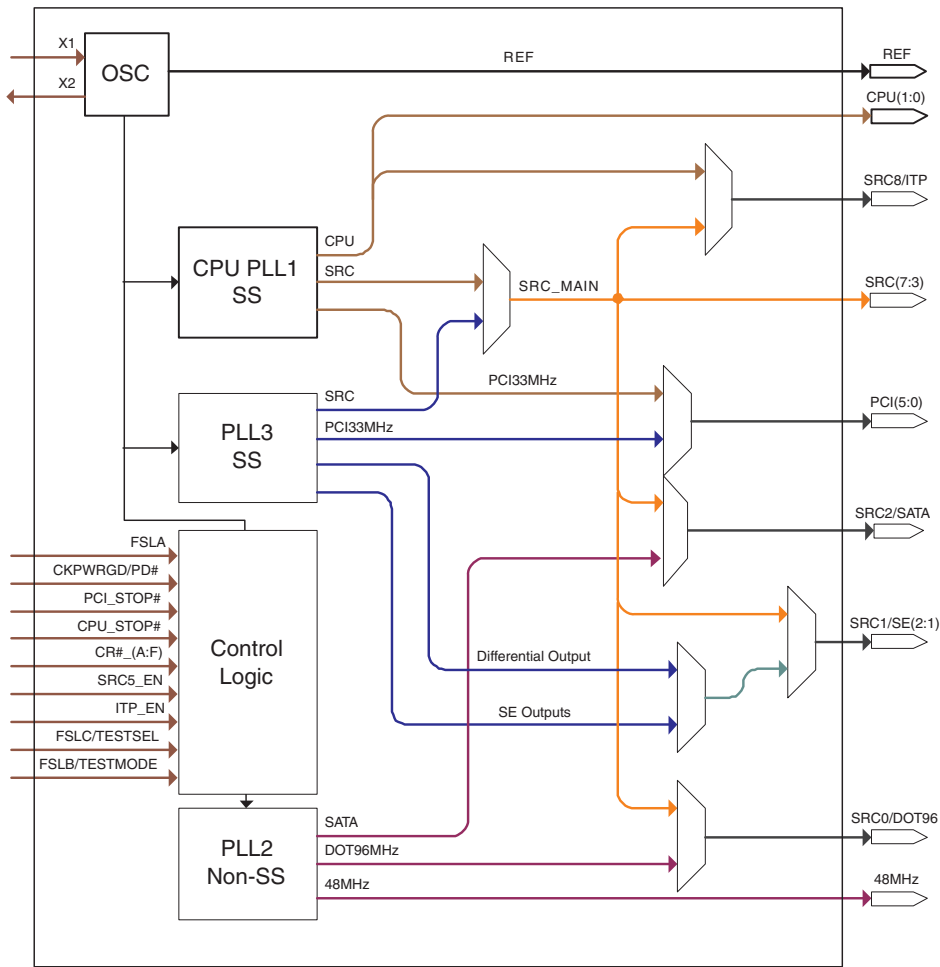 X1
OSC
REF
REF
X2
CPU(1:0)
SRC8/ITP
CPU
CPU PLL1
SS
SRC
SRC_MAIN
SRC(7:3)
PCI33MHz
SRC
PLL3
SS
PCI33MHz
PCI(5:0)
SRC2/SATA
FSLA
CKPWRGD/PD#
PCI_STOP#
CPU_STOP#
CR#_(A:F)
SRC5_EN
ITP_EN
FSLC/TESTSEL
FSLB/TESTMODE
Control
Logic
SRC1/SE(2:1)
Differential Output
SE Outputs
SATA
PLL2
Non-SS
DOT96MHz
SRC0/DOT96
48MHz
48MHz